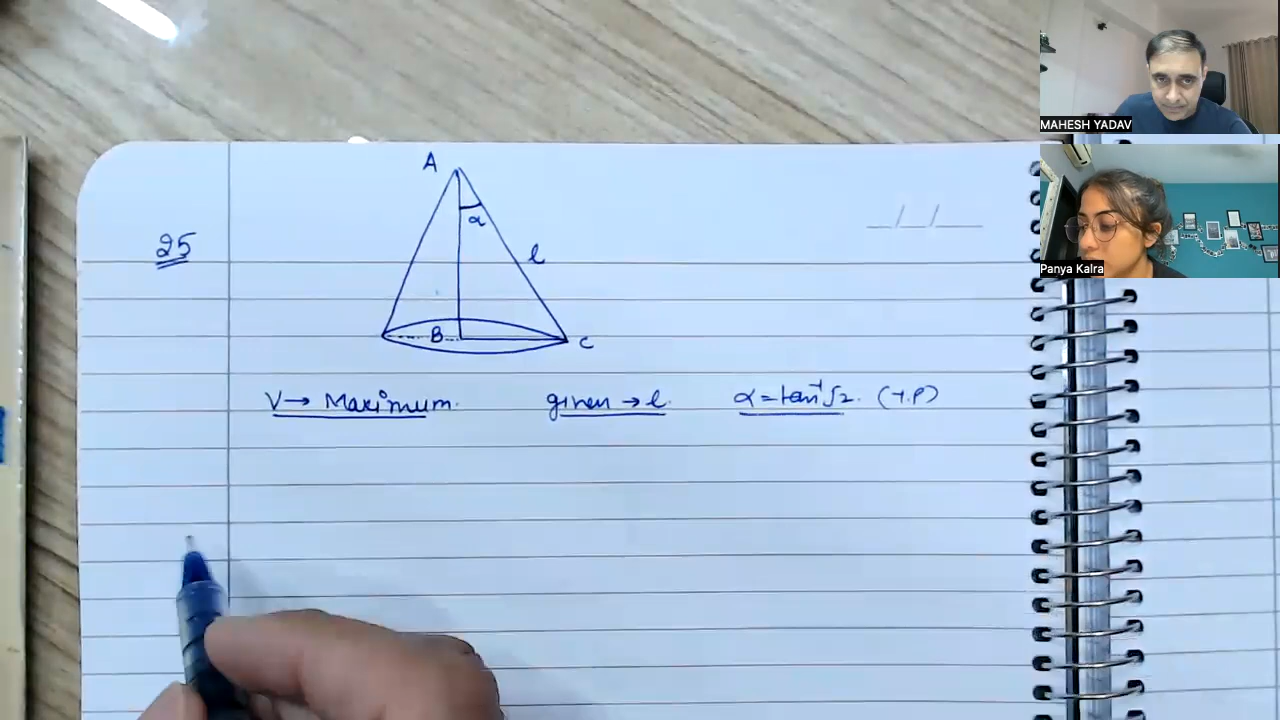 MAHESH YADAV
Panya Kalra
A
α
25
l
B
C
V→ Maximum. given → l. α = tan⁻¹√2. (T.P)
_/_/_